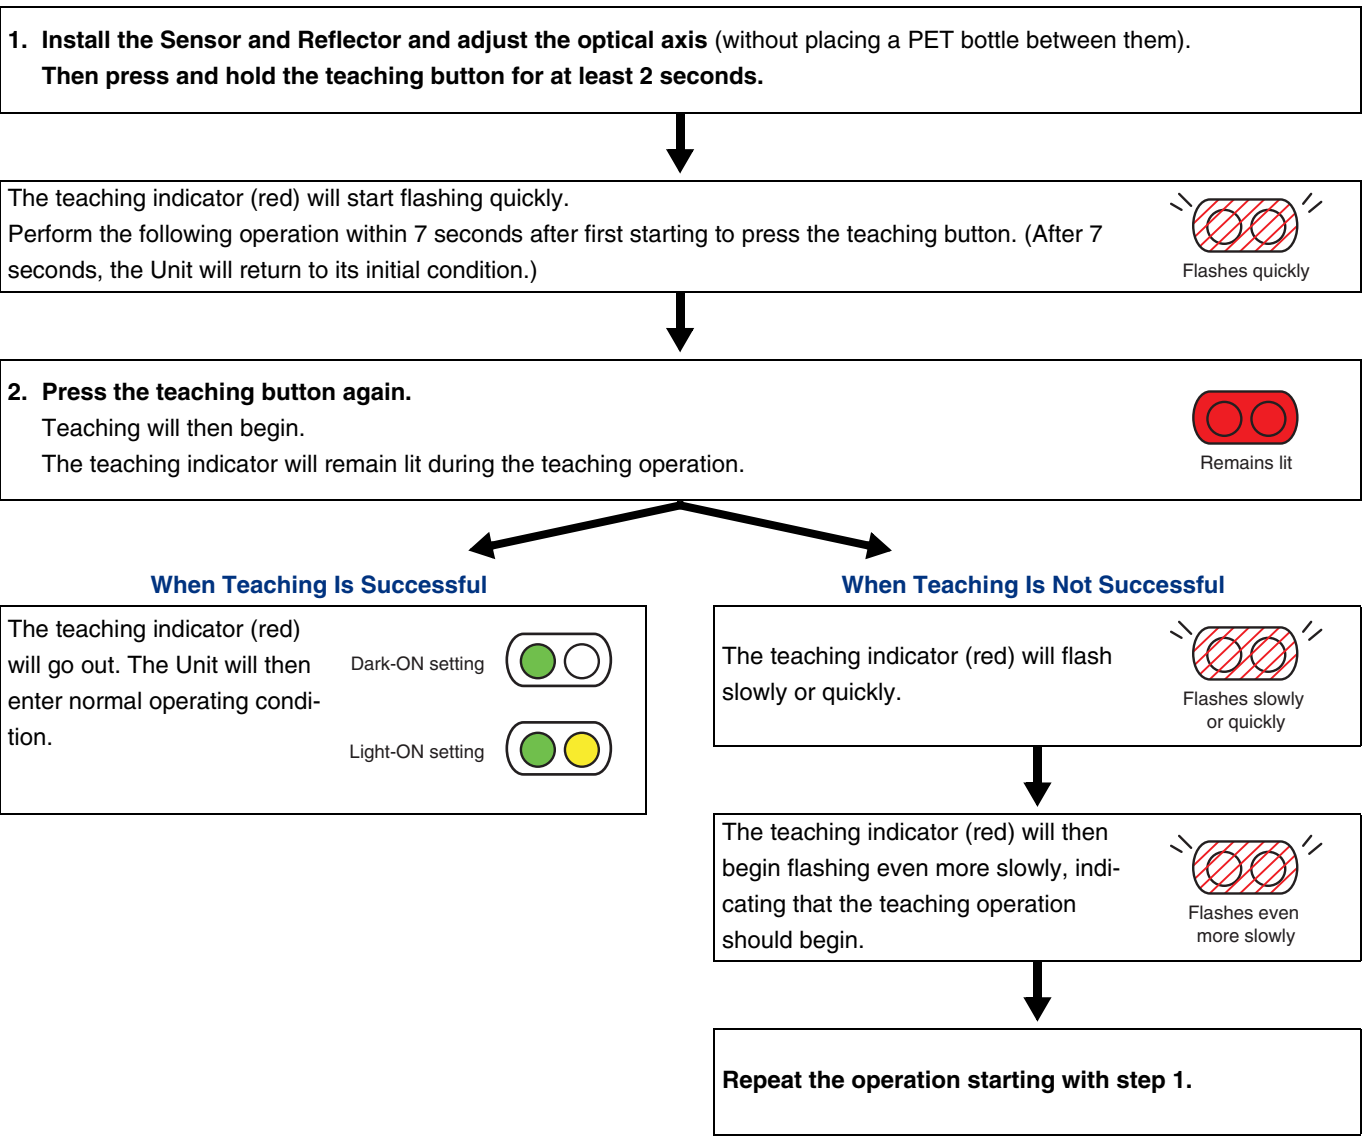 1. Install the Sensor and Reflector and adjust the optical axis (without placing a PET bottle between them).
Then press and hold the teaching button for at least 2 seconds.
The teaching indicator (red) will start flashing quickly.
Perform the following operation within 7 seconds after first starting to press the teaching button. (After 7
seconds, the Unit will return to its initial condition.)
Flashes quickly
2. Press the teaching button again.
Teaching will then begin.
The teaching indicator will remain lit during the teaching operation.
Remains lit
When Teaching Is Successful
The teaching indicator (red)
will go out. The Unit will then
enter normal operating condi-
tion.
Dark-ON setting
Light-ON setting
When Teaching Is Not Successful
The teaching indicator (red) will flash
slowly or quickly.
Flashes slowly
or quickly
The teaching indicator (red) will then
begin flashing even more slowly, indi-
cating that the teaching operation
should begin.
Flashes even
more slowly
Repeat the operation starting with step 1.